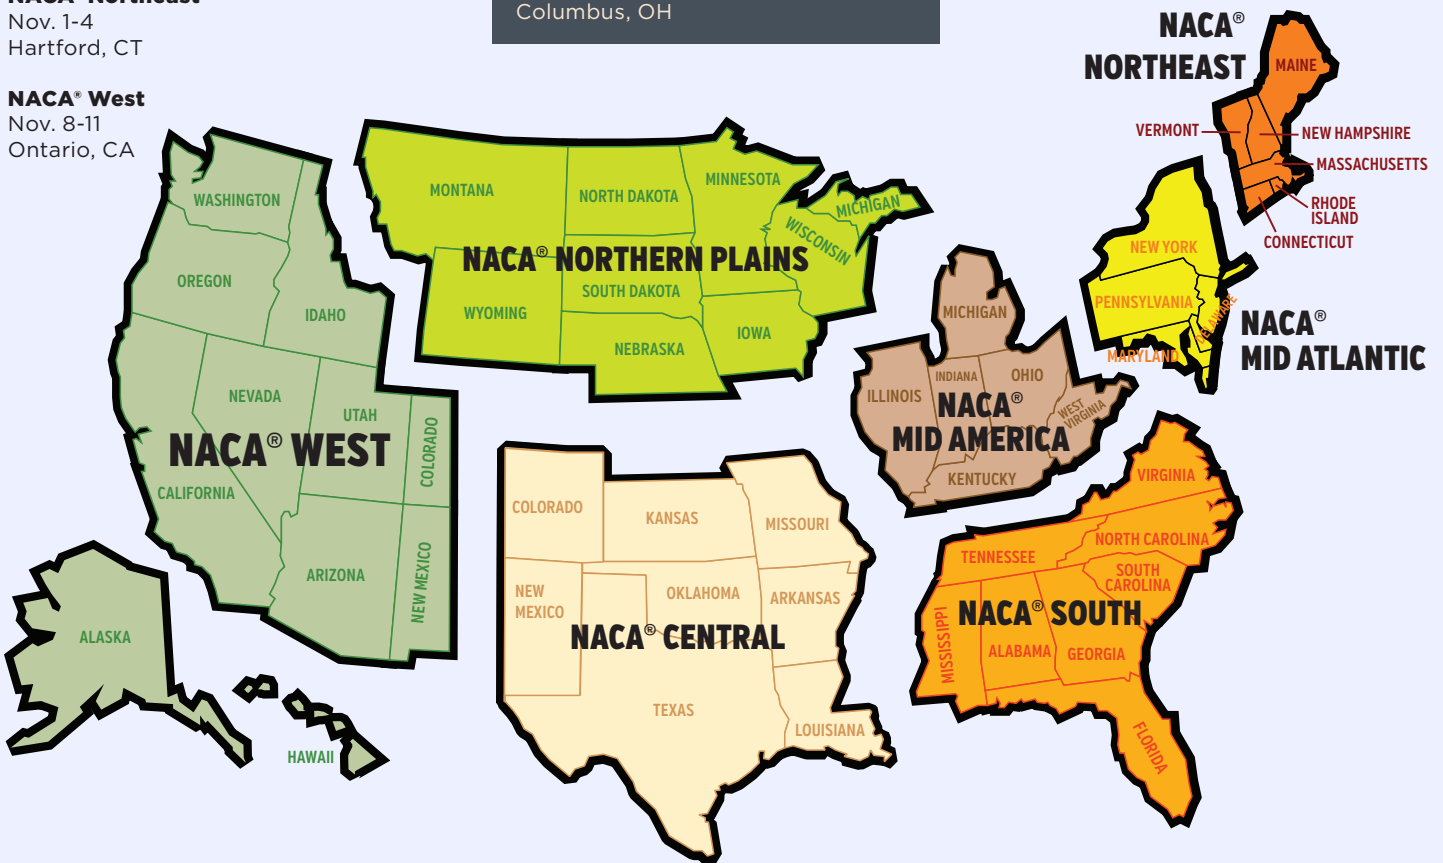 NACA® Northeast
Nov. 1-4
Hartford, CT
NACA® West
Nov. 8-11
Ontario, CA
Columbus, OH
NACA®
NORTHEAST
MAINE
VERMONT
NEW HAMPSHIRE
MASSACHUSETTS
RHODE
ISLAND
CONNECTICUT
NEW YORK
PENNSYLVANIA
DELAWARE
MARYLAND
NACA®
MID ATLANTIC
WASHINGTON
OREGON
IDAHO
NEVADA
UTAH
COLORADO
NACA® WEST
CALIFORNIA
ARIZONA
NEW MEXICO
ALASKA
HAWAII
MONTANA
NORTH DAKOTA
MINNESOTA
MICHIGAN
WISCONSIN
NACA® NORTHERN PLAINS
WYOMING
SOUTH DAKOTA
NEBRASKA
IOWA
MICHIGAN
ILLINOIS
INDIANA
OHIO
WEST
VIRGINIA
NACA®
MID AMERICA
KENTUCKY
COLORADO
KANSAS
MISSOURI
NEW
MEXICO
OKLAHOMA
ARKANSAS
NACA® CENTRAL
TEXAS
LOUISIANA
VIRGINIA
NORTH CAROLINA
TENNESSEE
SOUTH
CAROLINA
NACA® SOUTH
MISSISSIPPI
ALABAMA
GEORGIA
FLORIDA